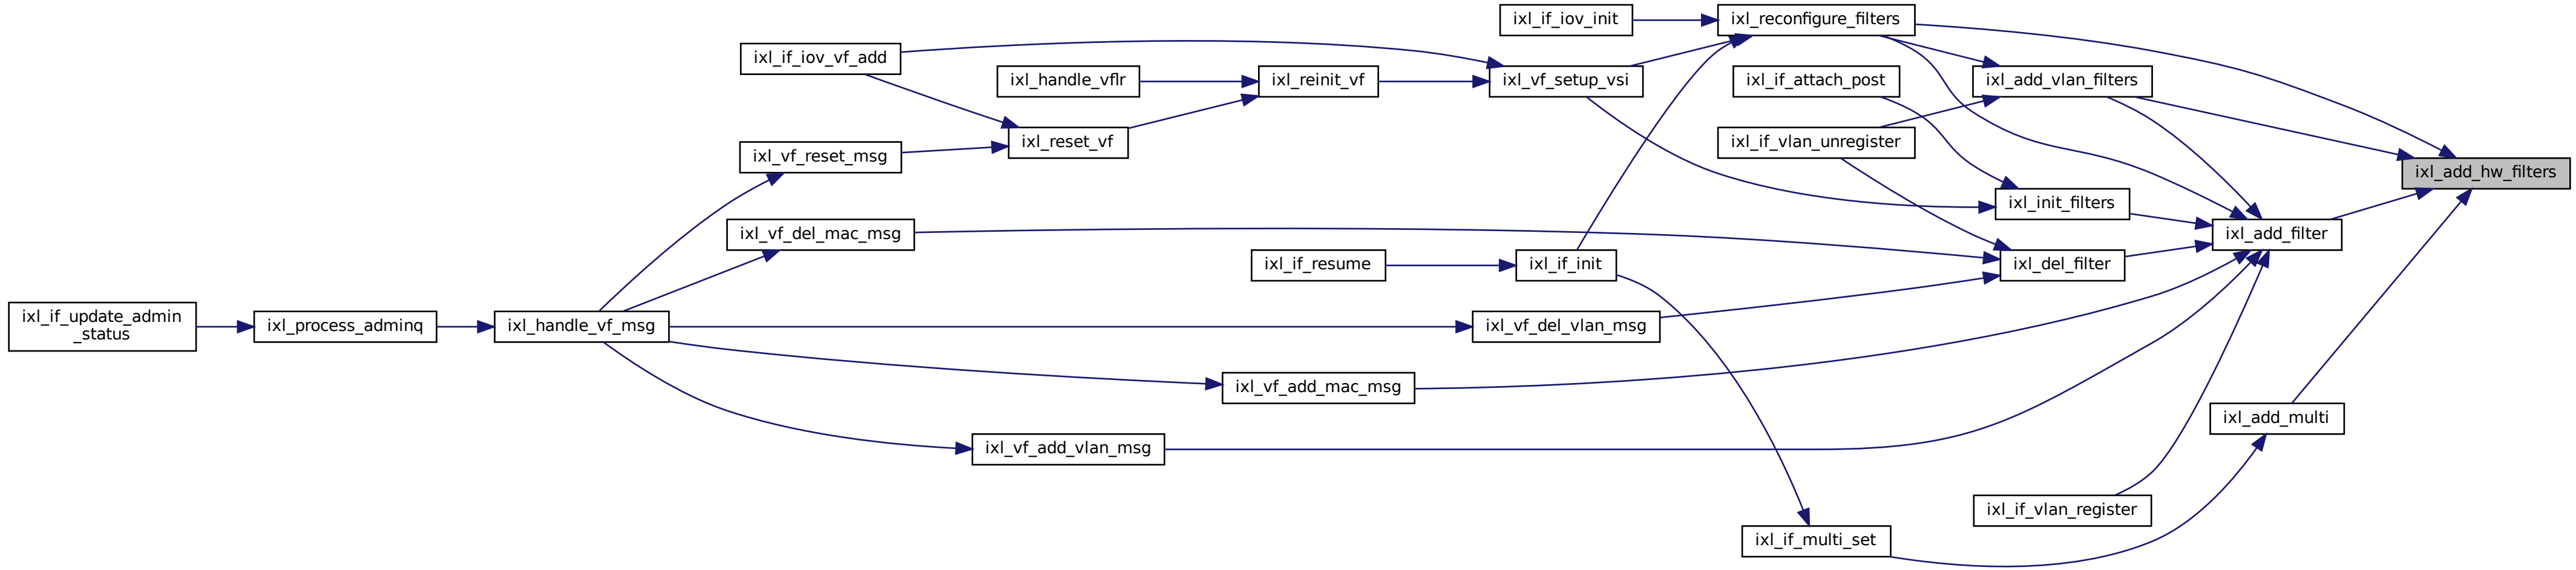 ixl_if_iov_init
ixl_reconfigure_filters
ixl_if_iov_vf_add
ixl_handle_vflr
ixl_reinit_vf
ixl_vf_setup_vsi
ixl_if_attach_post
ixl_add_vlan_filters
ixl_reset_vf
ixl_if_vlan_unregister
ixl_vf_reset_msg
ixl_add_hw_filters
ixl_init_filters
ixl_vf_del_mac_msg
ixl_add_filter
ixl_if_resume
ixl_if_init
ixl_del_filter
ixl_if_update_admin
_status
ixl_process_adminq
ixl_handle_vf_msg
ixl_vf_del_vlan_msg
ixl_vf_add_mac_msg
ixl_add_multi
ixl_vf_add_vlan_msg
ixl_if_vlan_register
ixl_if_multi_set